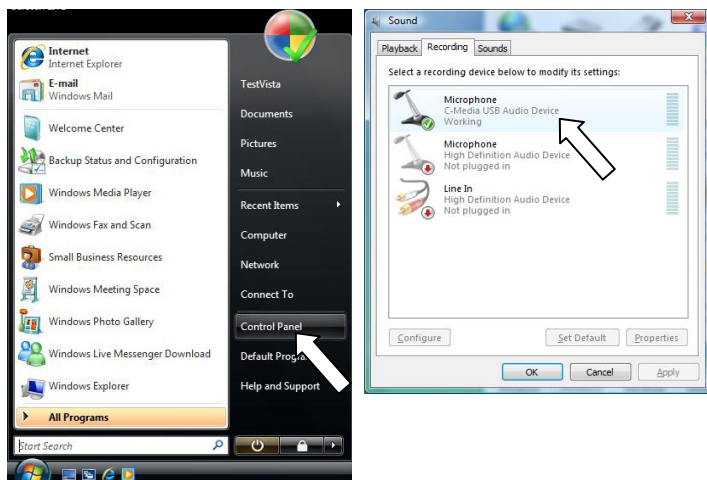 Internet
Internet Explorer
E-mail
Windows Mail
Welcome Center
Backup Status and Configuration
Windows Media Player
Windows Fax and Scan
Small Business Resources
Windows Meeting Space
Windows Photo Gallery
Windows Live Messenger Download
Windows Explorer
All Programs
Start Search
TestVista
Documents
Pictures
Music
Recent Items
Computer
Network
Connect To
Control Panel
Default
Help and Support
Sound
Playback Recording Sounds
Select a recording device below to modify its settings:
Microphone
C-Media USB Audio Device
Working
Microphone
High Definition Audio Device
Not plugged in
Line In
High Definition Audio Device
Not plugged in
Configure Set Default Properties
OK Cancel Apply